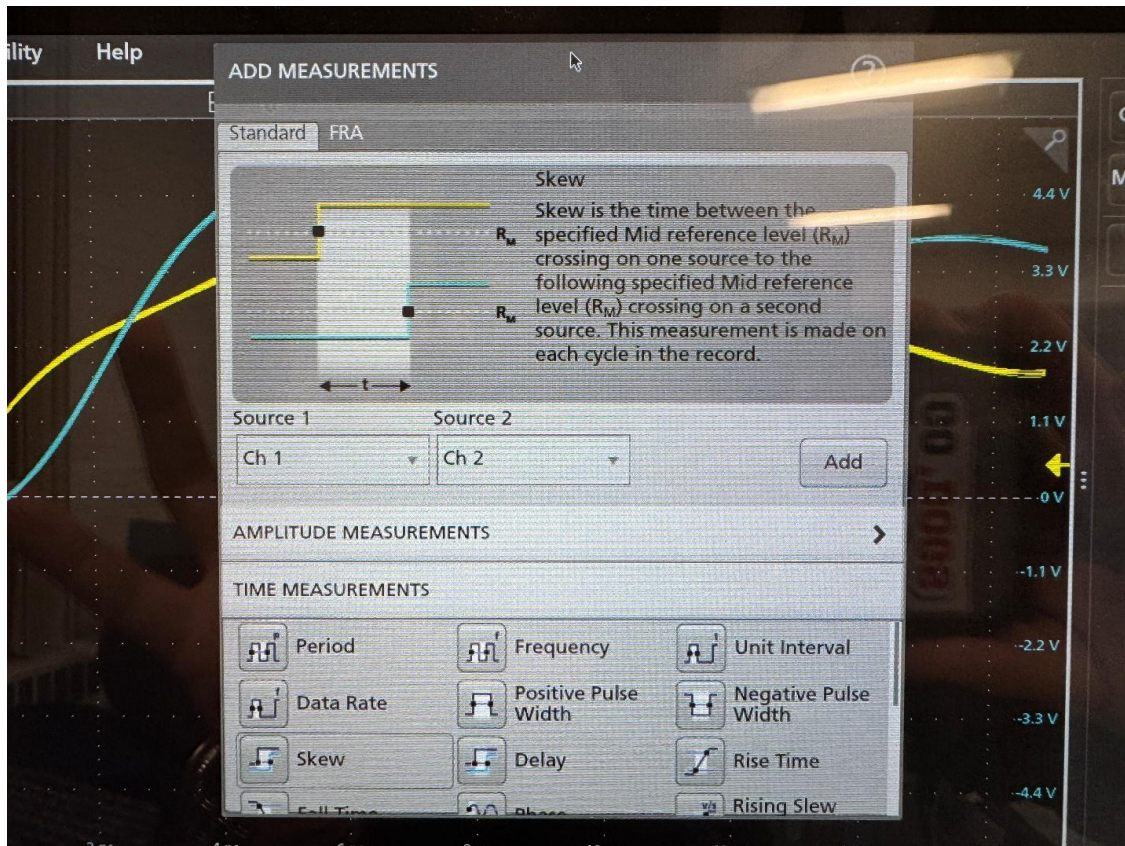 Help
ADD MEASUREMENTS
?
Standard FRA
Skew
Skew is the time between the
specified Mid reference level (RM)
crossing on one source to the
following specified Mid reference
level (RM) crossing on a second
source. This measurement is made on
each cycle in the record.
RM
RM
t
Source 1 Source 2
Ch 1 Ch 2 Add
AMPLITUDE MEASUREMENTS
TIME MEASUREMENTS
Period Frequency Unit Interval
Data Rate Positive Pulse Width Negative Pulse Width
Skew Delay Rise Time
Fall Time Phase Rising Slew
4.4 V
3.3 V
2.2 V
1.1 V
0 V
-1.1 V
-2.2 V
-3.3 V
-4.4 V